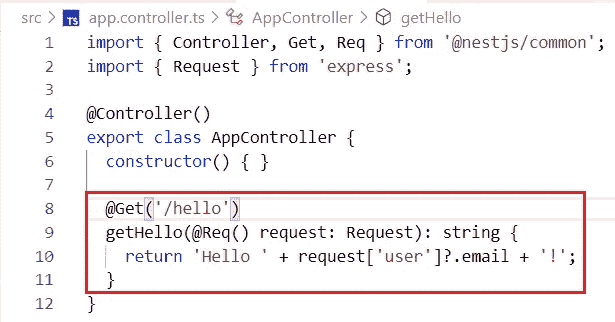 src > TS app.controller.ts > AppController > getHello
1 import { Controller, Get, Req } from '@nestjs/common';
2 import { Request } from 'express';
3
4 @Controller()
5 export class AppController {
6   constructor() { }
7
8   @Get('/hello')
9   getHello(@Req() request: Request): string {
10     return 'Hello ' + request['user']?.email + '!';
11   }
12 }